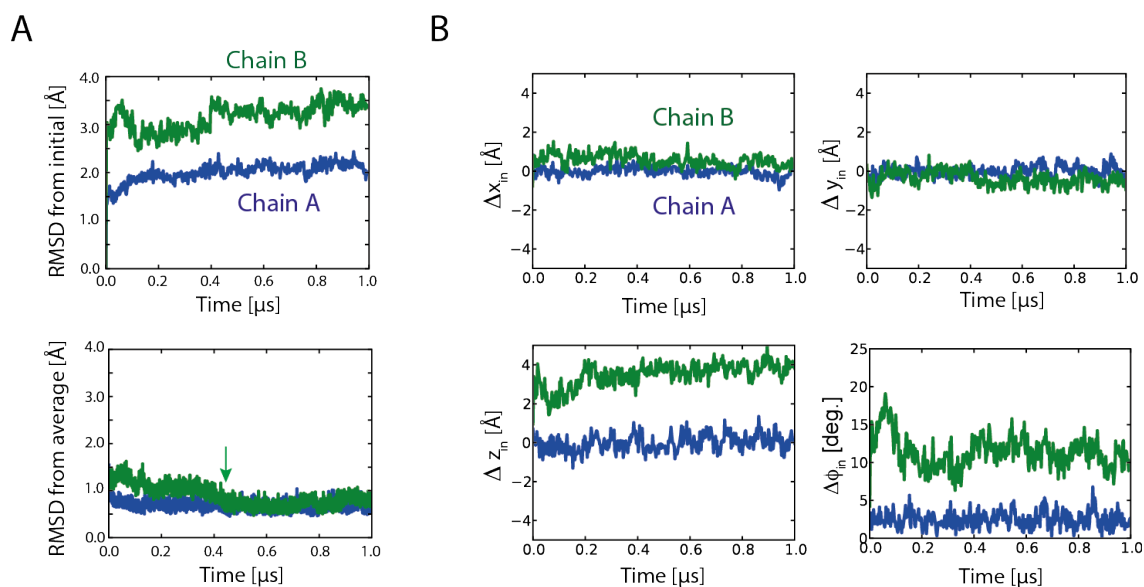 A
B
Chain B
RMSD from initial [Å]
4.0
3.0
2.0
1.0
0.0
Chain A
0.0 0.2 0.4 0.6 0.8 1.0
Time [µs]
Δx_in [Å]
4
2
0
-2
-4
Chain B
Chain A
0.0 0.2 0.4 0.6 0.8 1.0
Time [µs]
Δ y_in [Å]
4
2
0
-2
-4
0.0 0.2 0.4 0.6 0.8 1.0
Time [µs]
RMSD from average [Å]
4.0
3.0
2.0
1.0
0.0
0.0 0.2 0.4 0.6 0.8 1.0
Time [µs]
Δ z_in [Å]
4
2
0
-2
-4
0.0 0.2 0.4 0.6 0.8 1.0
Time [µs]
Δϕ_in [deg.]
25
20
15
10
5
0
0.0 0.2 0.4 0.6 0.8 1.0
Time [µs]